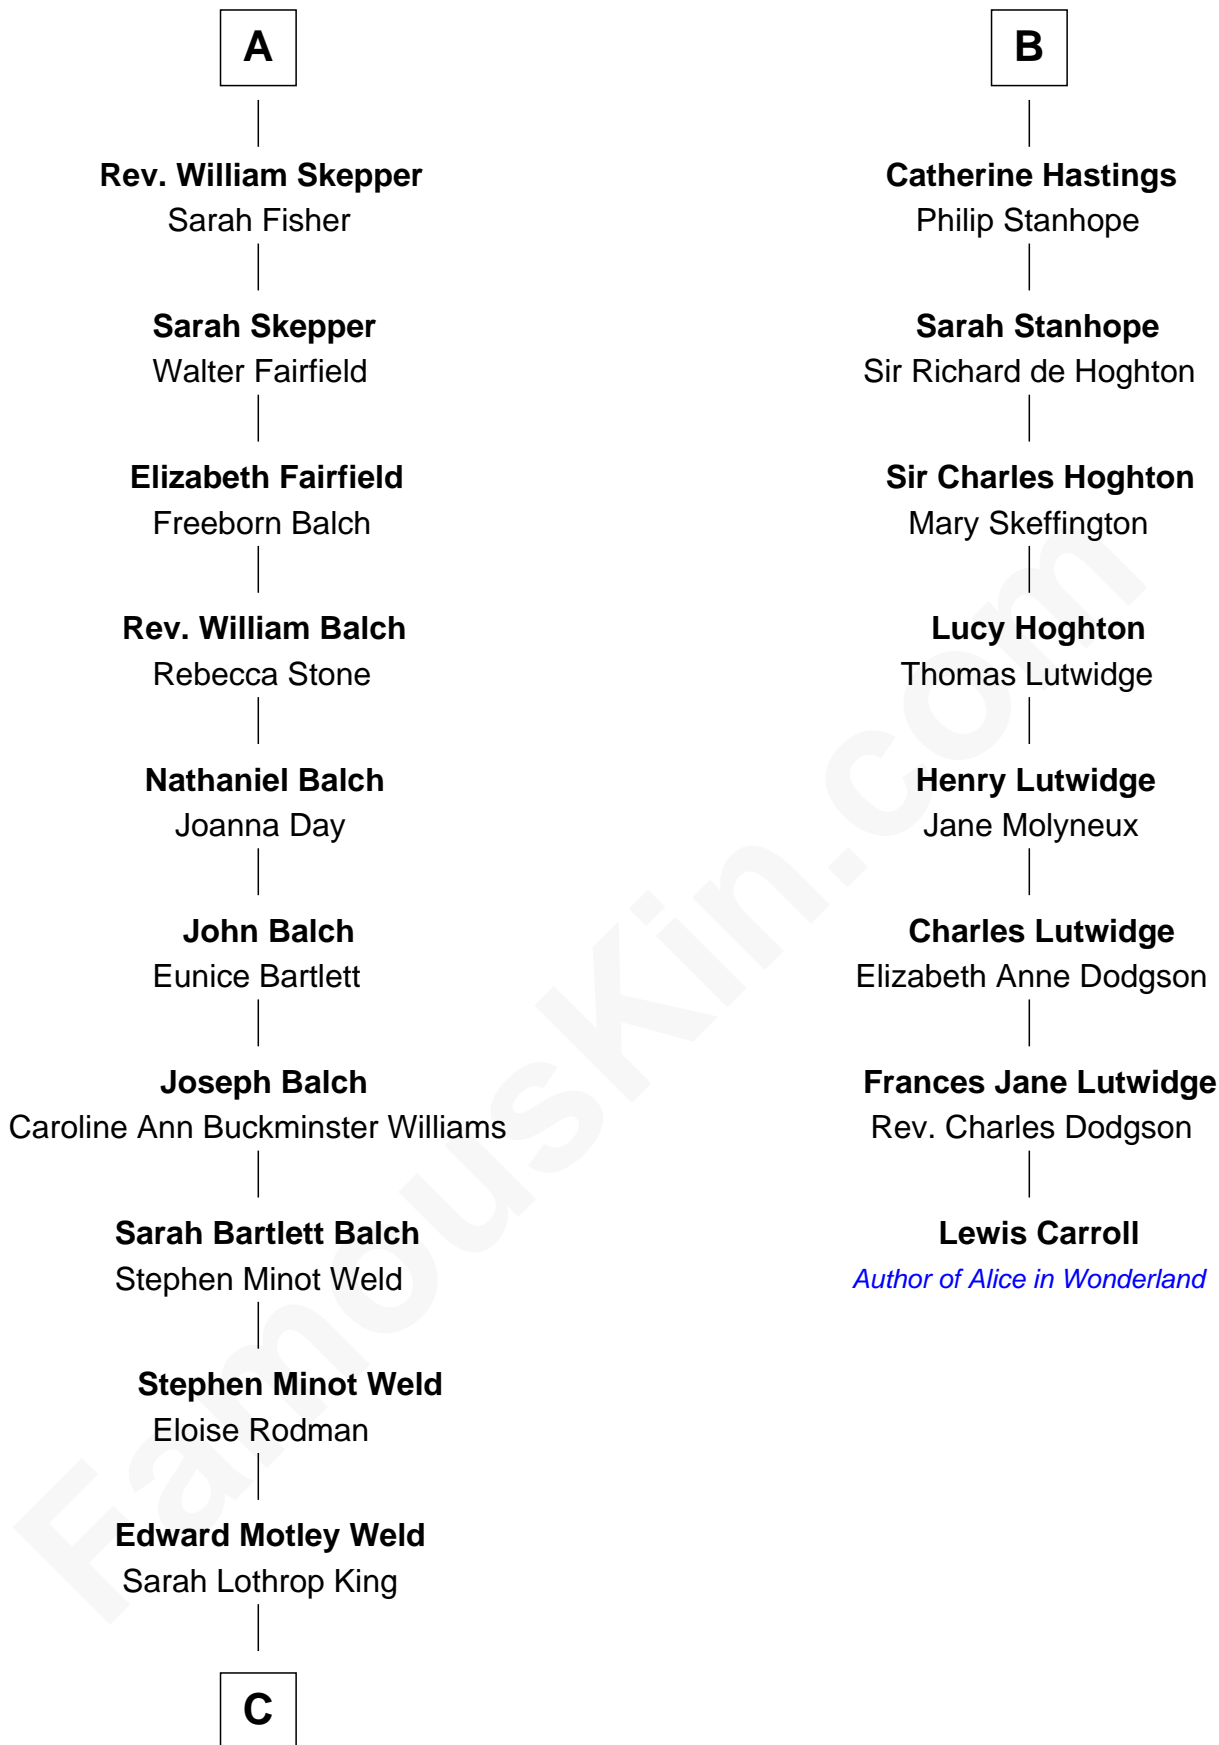 A
Rev. William Skepper
Sarah Fisher
Sarah Skepper
Walter Fairfield
Elizabeth Fairfield
Freeborn Balch
Rev. William Balch
Rebecca Stone
Nathaniel Balch
Joanna Day
John Balch
Eunice Bartlett
Joseph Balch
Caroline Ann Buckminster Williams
Sarah Bartlett Balch
Stephen Minot Weld
Stephen Minot Weld
Eloise Rodman
Edward Motley Weld
Sarah Lothrop King
C
B
Catherine Hastings
Philip Stanhope
Sarah Stanhope
Sir Richard de Hoghton
Sir Charles Hoghton
Mary Skeffington
Lucy Hoghton
Thomas Lutwidge
Henry Lutwidge
Jane Molyneux
Charles Lutwidge
Elizabeth Anne Dodgson
Frances Jane Lutwidge
Rev. Charles Dodgson
Lewis Carroll
Author of Alice in Wonderland
FamousKin.com